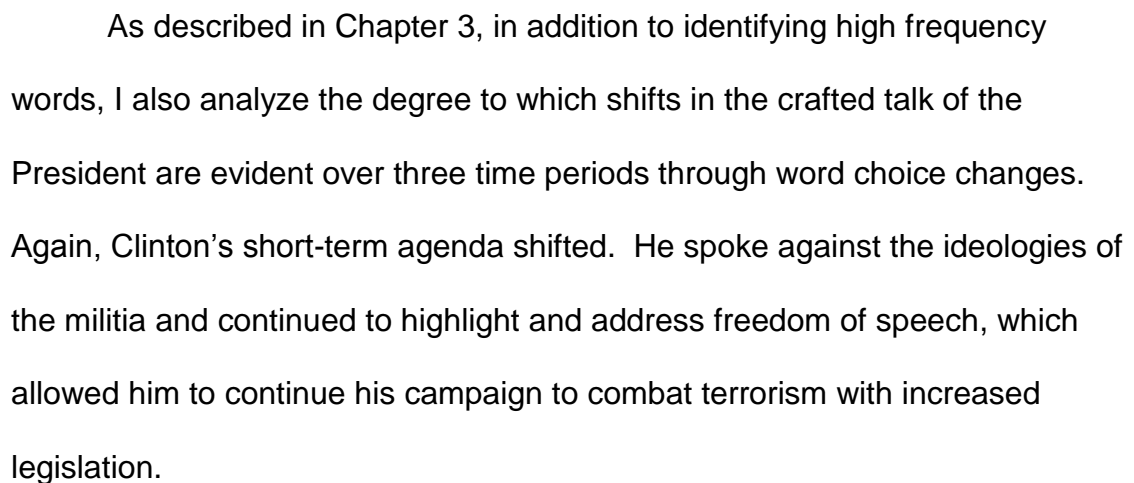 As described in Chapter 3, in addition to identifying high frequency
words, I also analyze the degree to which shifts in the crafted talk of the
President are evident over three time periods through word choice changes.
Again, Clinton’s short-term agenda shifted.  He spoke against the ideologies of
the militia and continued to highlight and address freedom of speech, which
allowed him to continue his campaign to combat terrorism with increased
legislation.